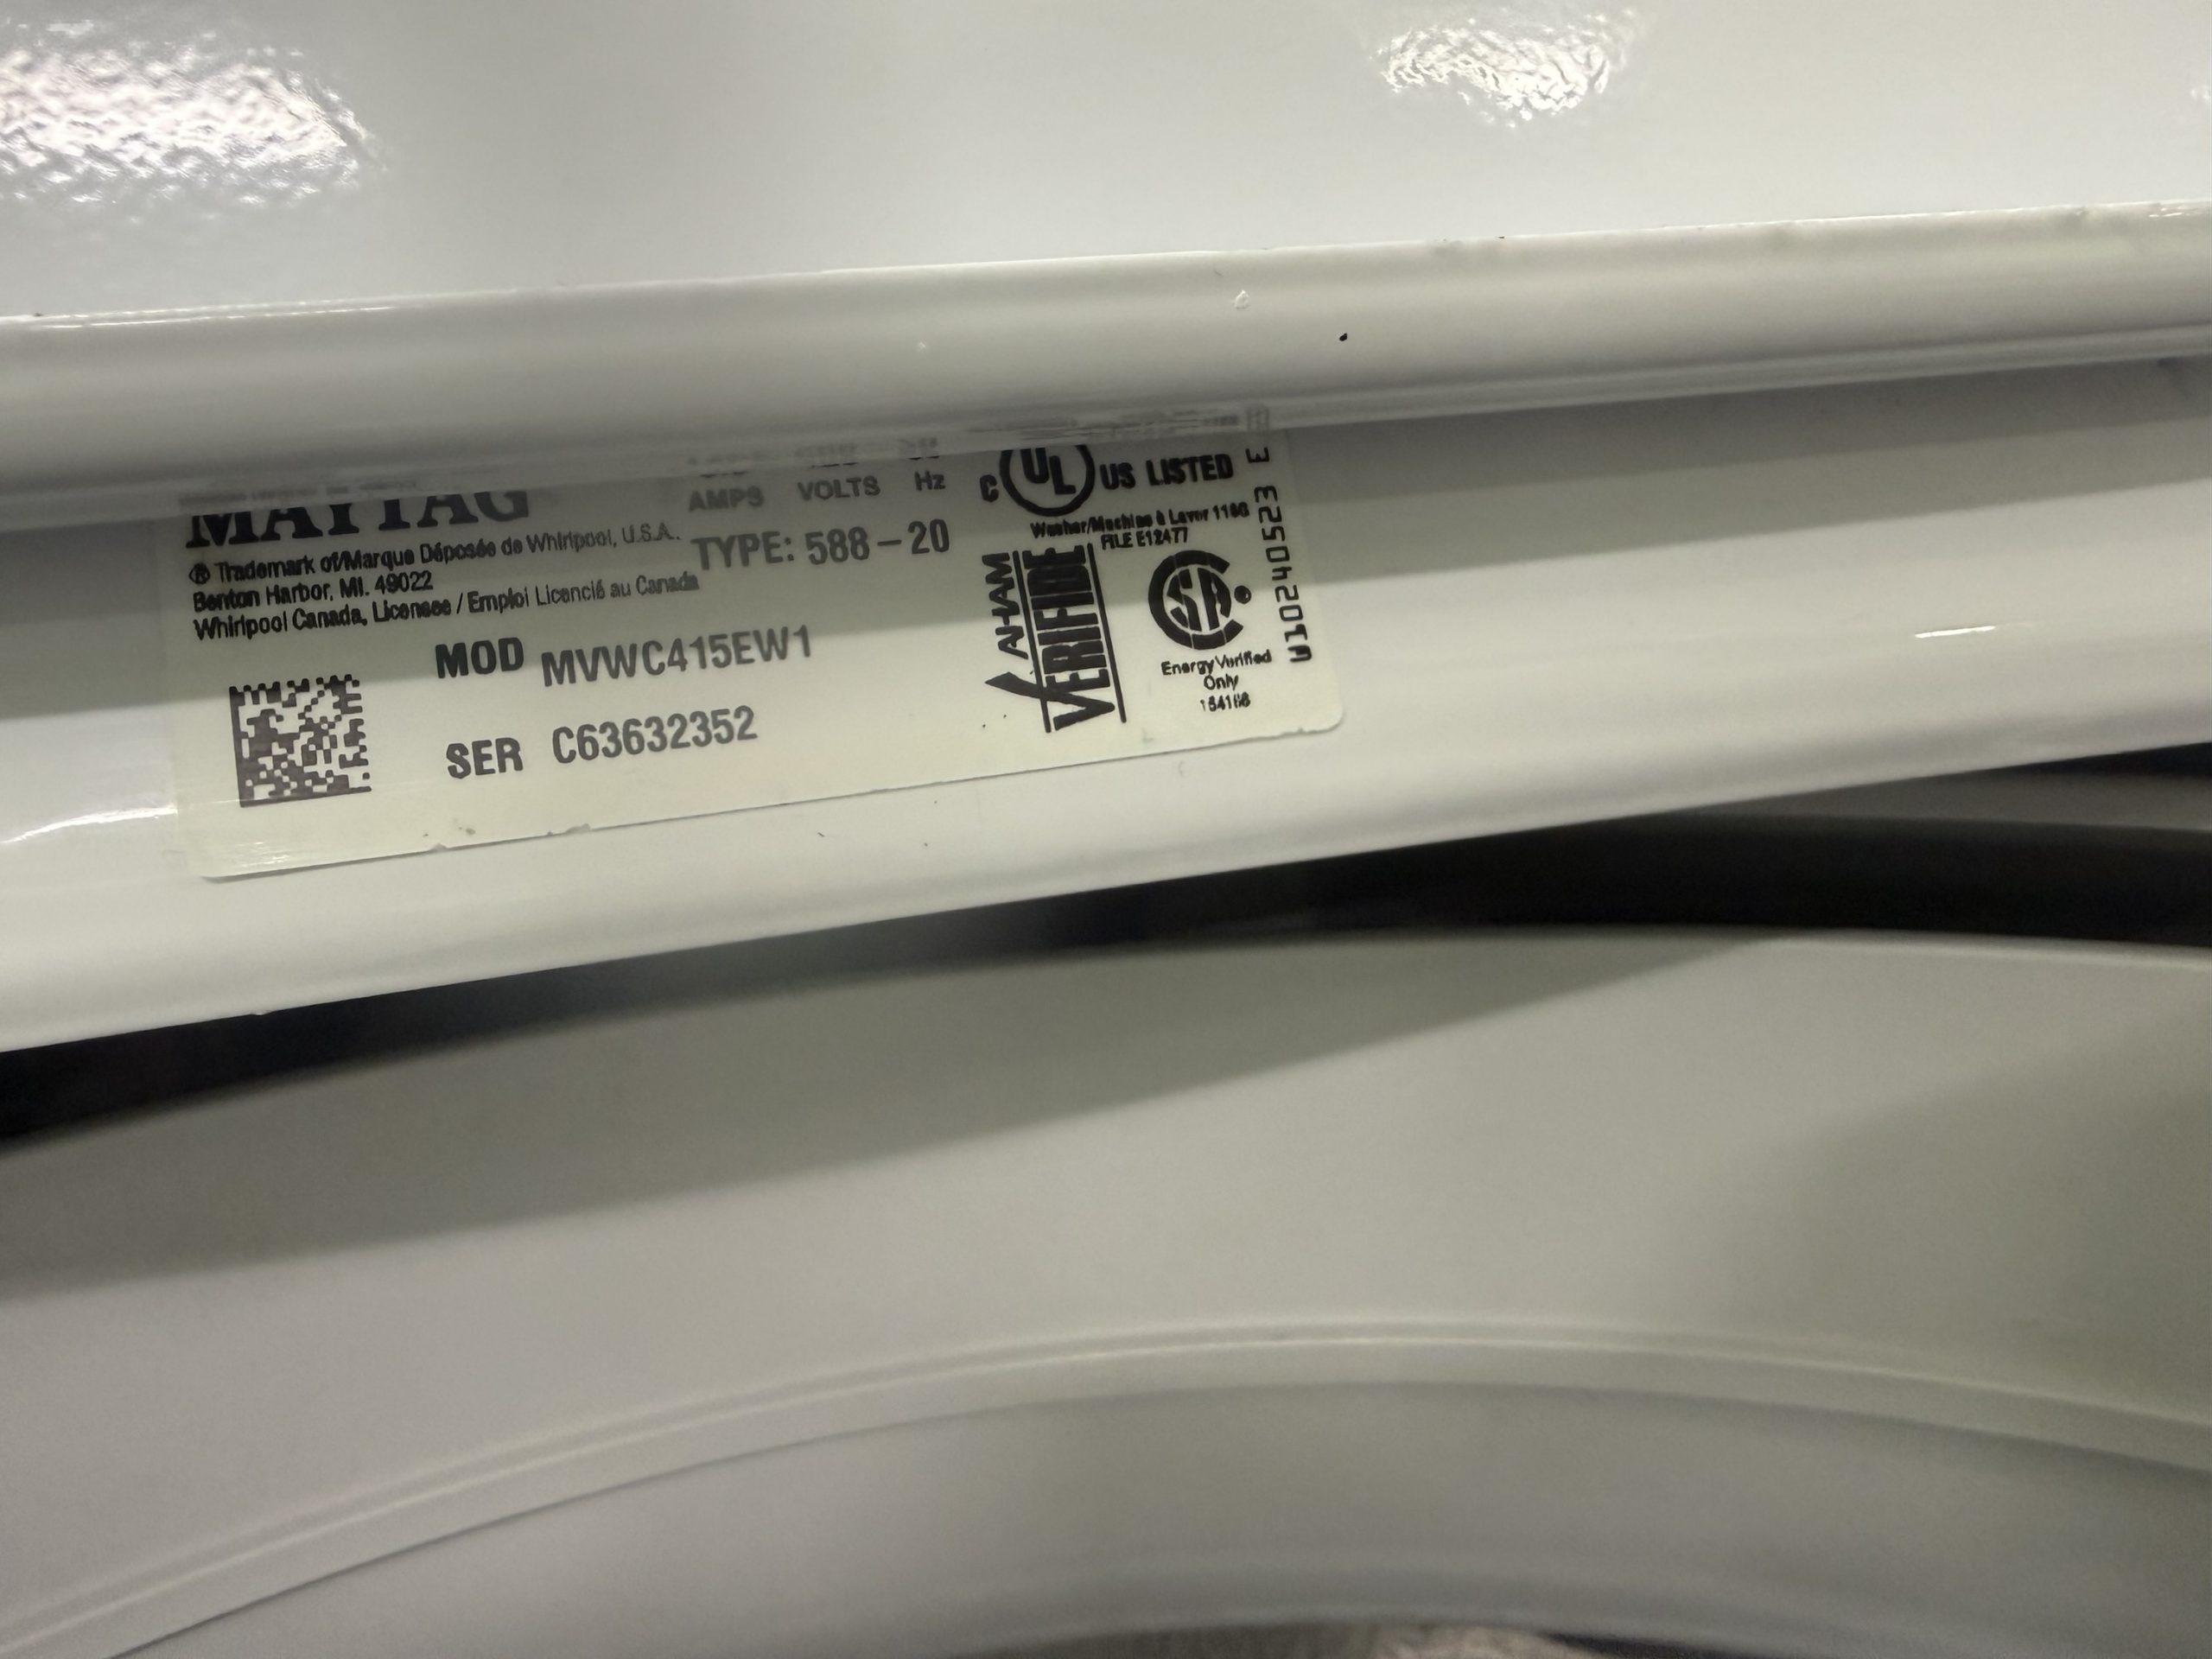 MAYTAG
AMPS VOLTS Hz
® Trademark of/Marque Déposée de Whirlpool, U.S.A.
Benton Harbor, MI. 49022
Whirlpool Canada, Licensee / Emploi Licencié au Canada
TYPE: 588-20
MOD MVWC415EW1
SER C63632352
C UL US LISTED
Washer/Machine à Laver
FILE E12477
AHAM
VERIFIDE
SA
Energy Verified
Only